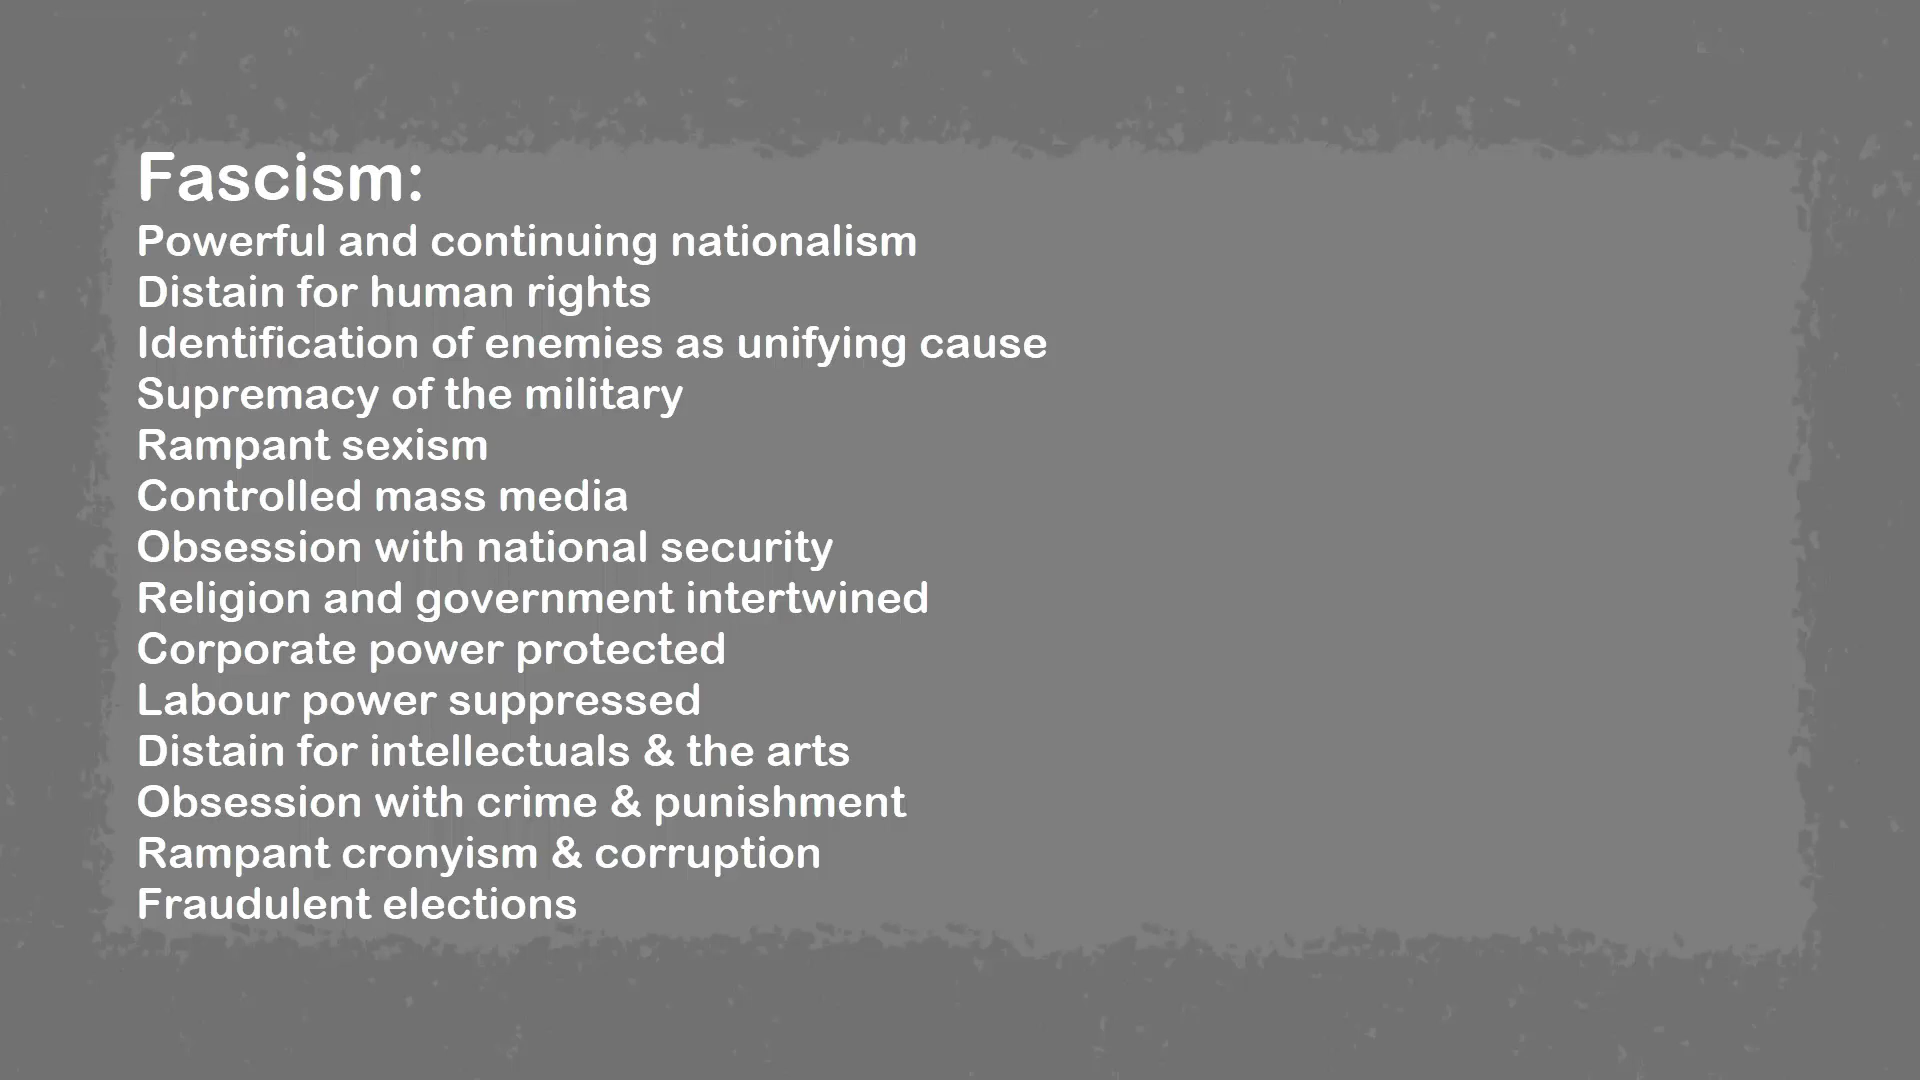 Fascism:
Powerful and continuing nationalism
Distain for human rights
Identification of enemies as unifying cause
Supremacy of the military
Rampant sexism
Controlled mass media
Obsession with national security
Religion and government intertwined
Corporate power protected
Labour power suppressed
Distain for intellectuals & the arts
Obsession with crime & punishment
Rampant cronyism & corruption
Fraudulent elections